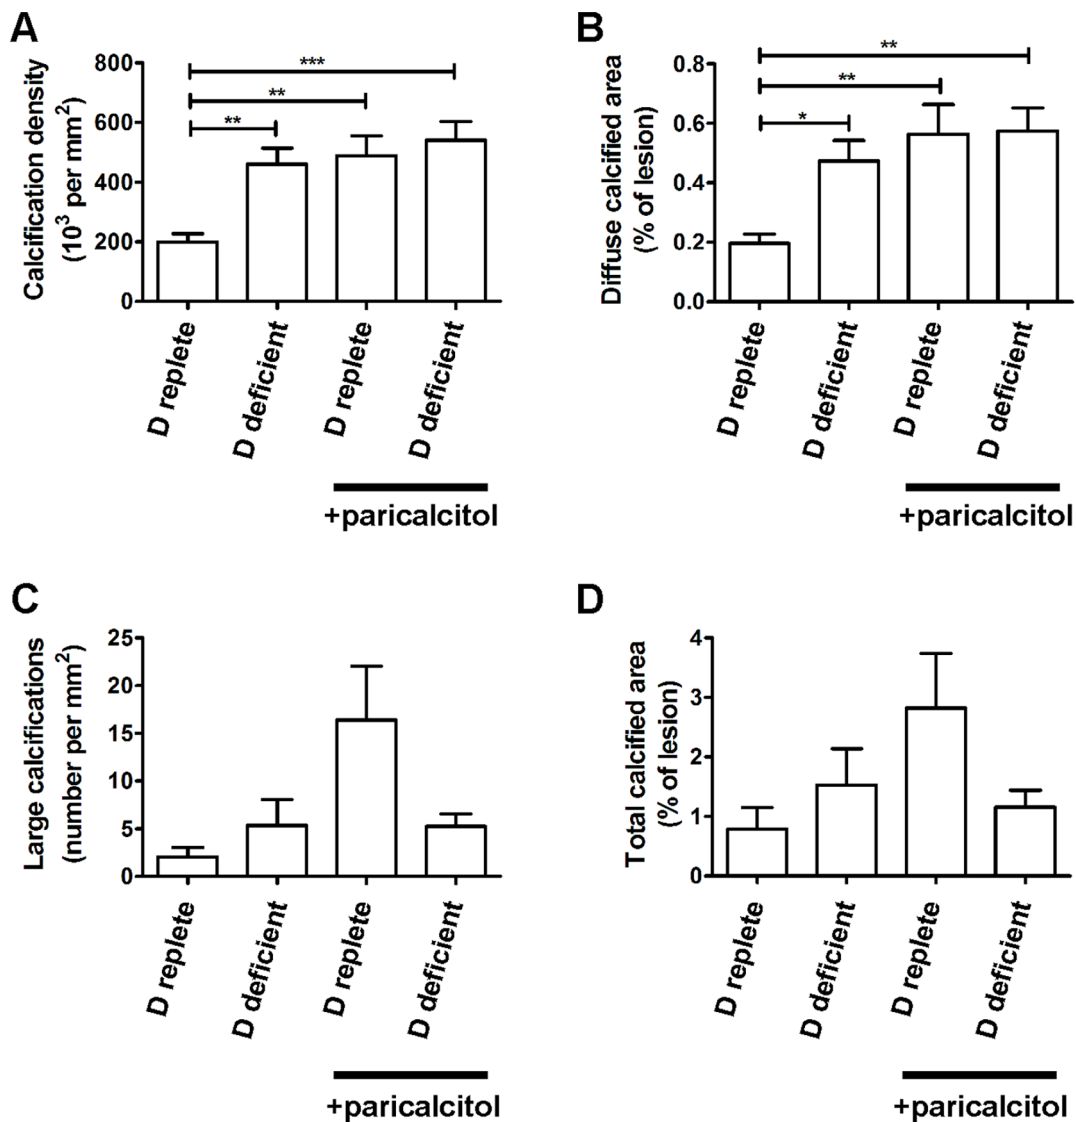 A
Calcification density
(10³ per mm²)
800
600
400
200
0
***
**
**
D replete
D deficient
D replete
D deficient
+paricalcitol
B
Diffuse calcified area
(% of lesion)
0.8
0.6
0.4
0.2
0.0
**
**
*
D replete
D deficient
D replete
D deficient
+paricalcitol
C
Large calcifications
(number per mm²)
25
20
15
10
5
0
D replete
D deficient
D replete
D deficient
+paricalcitol
D
Total calcified area
(% of lesion)
4
3
2
1
0
D replete
D deficient
D replete
D deficient
+paricalcitol